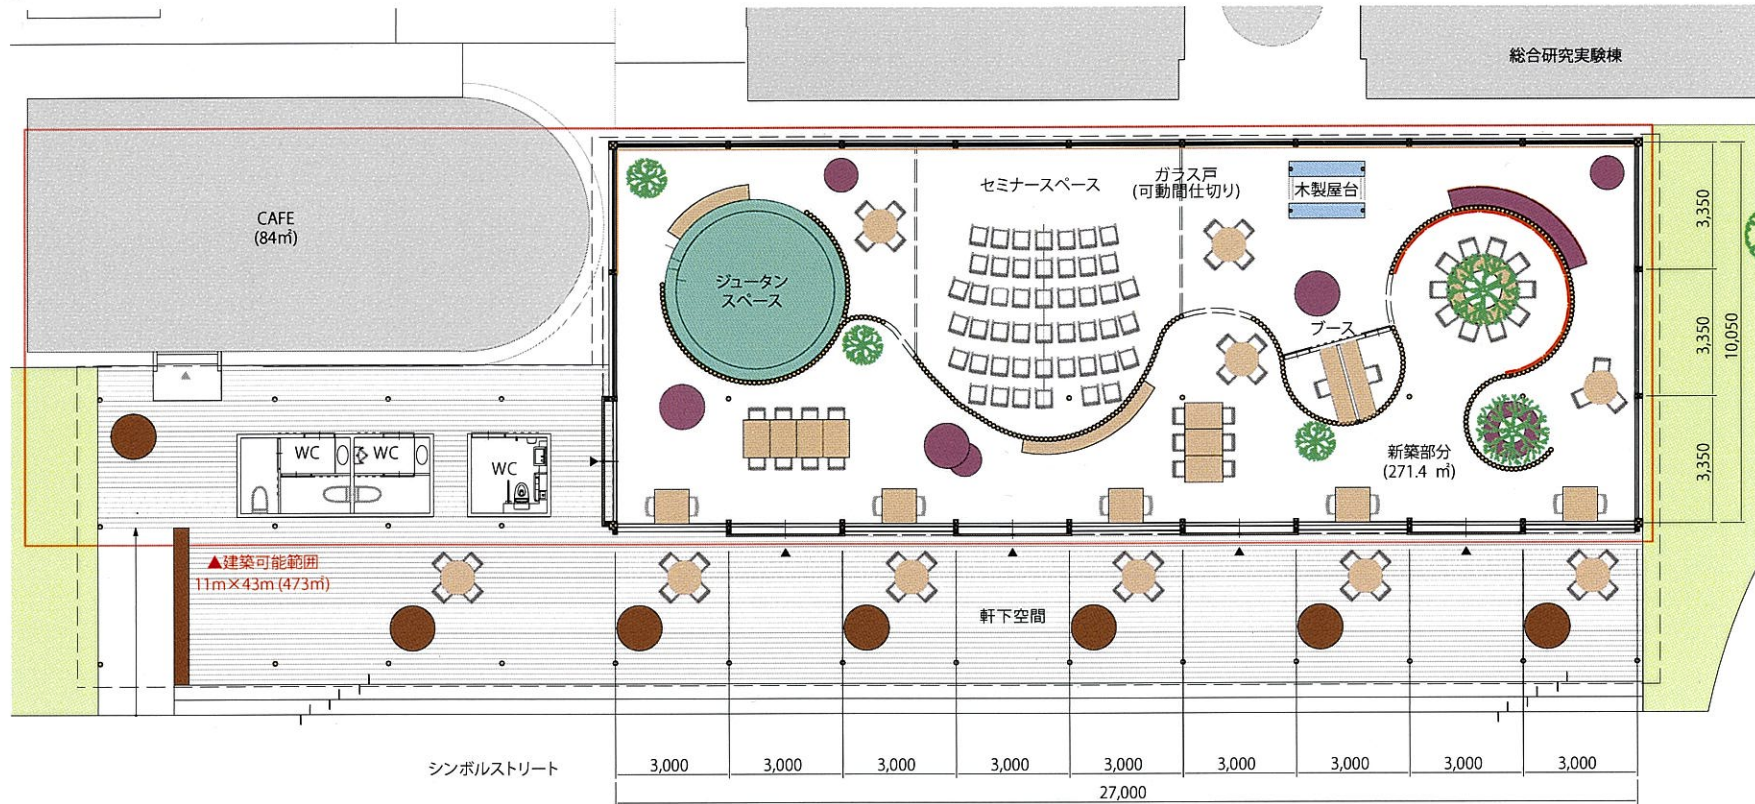 総合研究実験棟
CAFE
(84㎡)
セミナースペース
ガラス戸
(可動間仕切り)
木製屋台
ジュータン
スペース
ブース
新築部分
(271.4 ㎡)
WC
WC
WC
▲建築可能範囲
11m×43m (473㎡)
軒下空間
シンボルストリート
3,350
3,350
3,350
10,050
3,000
3,000
3,000
3,000
3,000
3,000
3,000
3,000
3,000
27,000